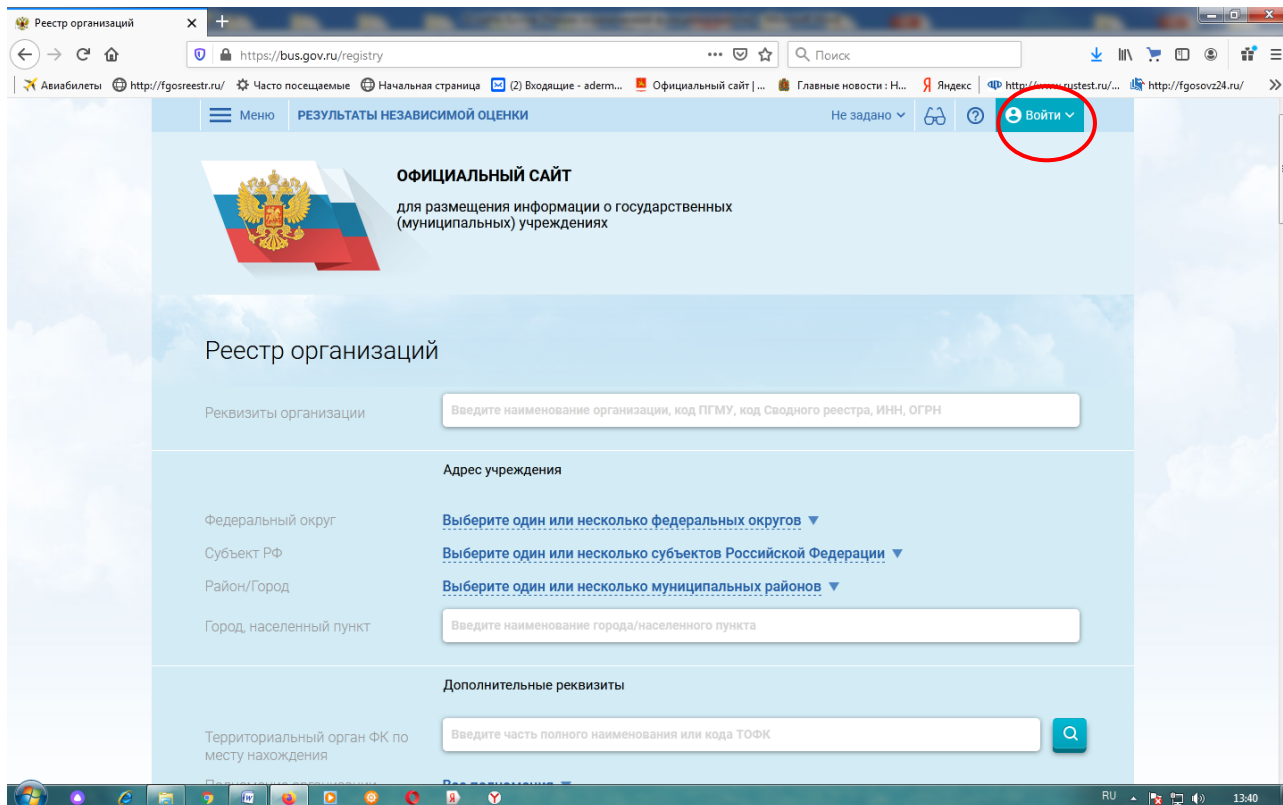 Реестр организаций
https://bus.gov.ru/registry
Поиск
Авиабилеты http://fgosreestr.ru/ Часто посещаемые Начальная страница (2) Входящие - aderm... Официальный сайт | ... Главные новости : Н... Яндекс http://www.rustest.ru/... http://fgosovz24.ru/
Меню РЕЗУЛЬТАТЫ НЕЗАВИСИМОЙ ОЦЕНКИ Не задано Войти
ОФИЦИАЛЬНЫЙ САЙТ
для размещения информации о государственных
(муниципальных) учреждениях
Реестр организаций
Реквизиты организации Введите наименование организации, код ПГМУ, код Сводного реестра, ИНН, ОГРН
Адрес учреждения
Федеральный округ Выберите один или несколько федеральных округов
Субъект РФ Выберите один или несколько субъектов Российской Федерации
Район/Город Выберите один или несколько муниципальных районов
Город, населенный пункт Введите наименование города/населенного пункта
Дополнительные реквизиты
Территориальный орган ФК по
месту нахождения
Введите часть полного наименования или кода ТОФК
RU 13:40